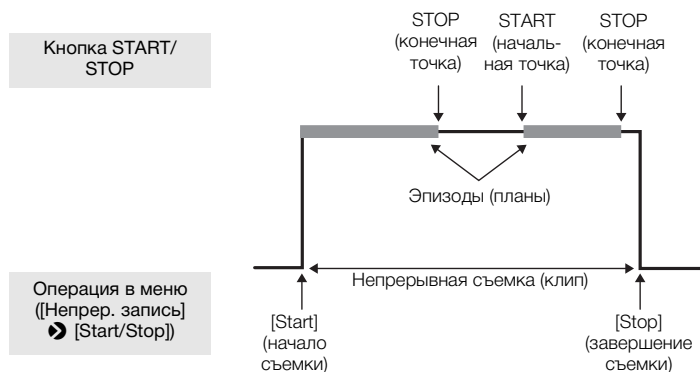 Кнопка START/
STOP
STOP
(конечная
точка)
START
(началь-
ная точка)
STOP
(конечная
точка)
Эпизоды (планы)
Непрерывная съемка (клип)
Операция в меню
([Непрер. запись]
[Start/Stop])
[Start]
(начало
съемки)
[Stop]
(завершение
съемки)